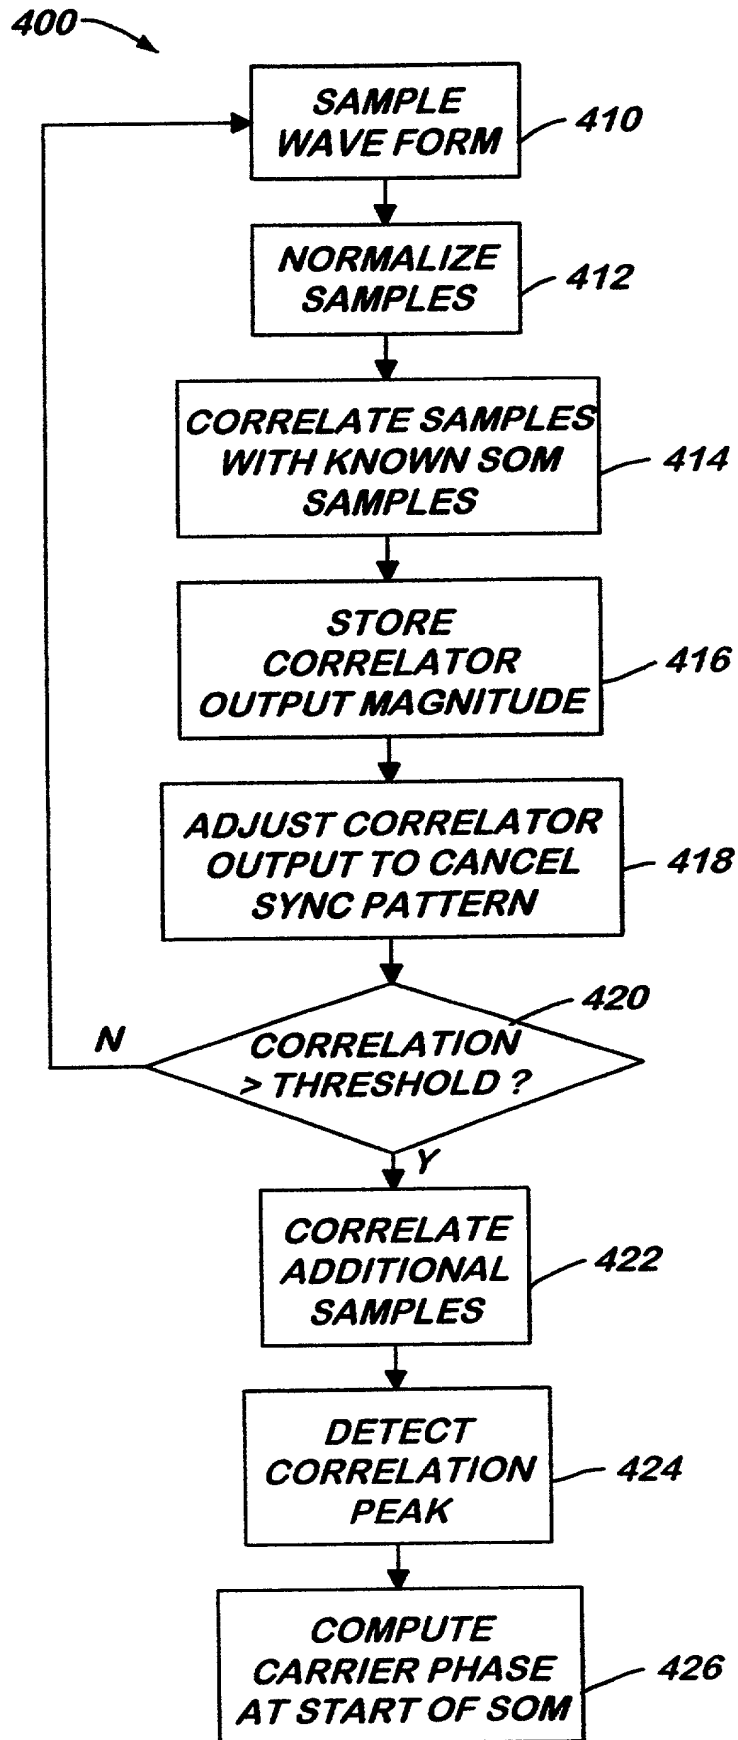 400
SAMPLE
WAVE FORM
410
NORMALIZE
SAMPLES
412
CORRELATE SAMPLES
WITH KNOWN SOM
SAMPLES
414
STORE
CORRELATOR
OUTPUT MAGNITUDE
416
ADJUST CORRELATOR
OUTPUT TO CANCEL
SYNC PATTERN
418
420
N
CORRELATION
> THRESHOLD ?
Y
CORRELATE
ADDITIONAL
SAMPLES
422
DETECT
CORRELATION
PEAK
424
COMPUTE
CARRIER PHASE
AT START OF SOM
426